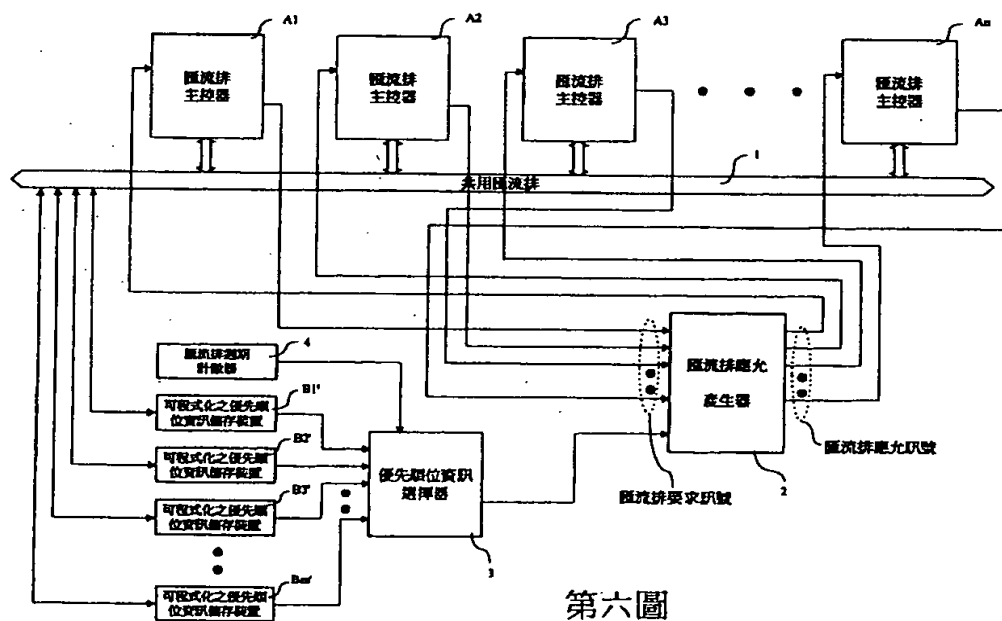 A1
A2
A3
An
匯流排
主控器
匯流排
主控器
匯流排
主控器
匯流排
主控器
1
共用匯流排
4
匯流排週期
計數器
B1'
可程式化之優先順
位資訊儲存裝置
B2'
可程式化之優先順
位資訊儲存裝置
B3'
可程式化之優先順
位資訊儲存裝置
Bm'
可程式化之優先順
位資訊儲存裝置
優先順位資訊
選擇器
3
匯流排應允
產生器
2
匯流排要求訊號
匯流排應允訊號
第六圖